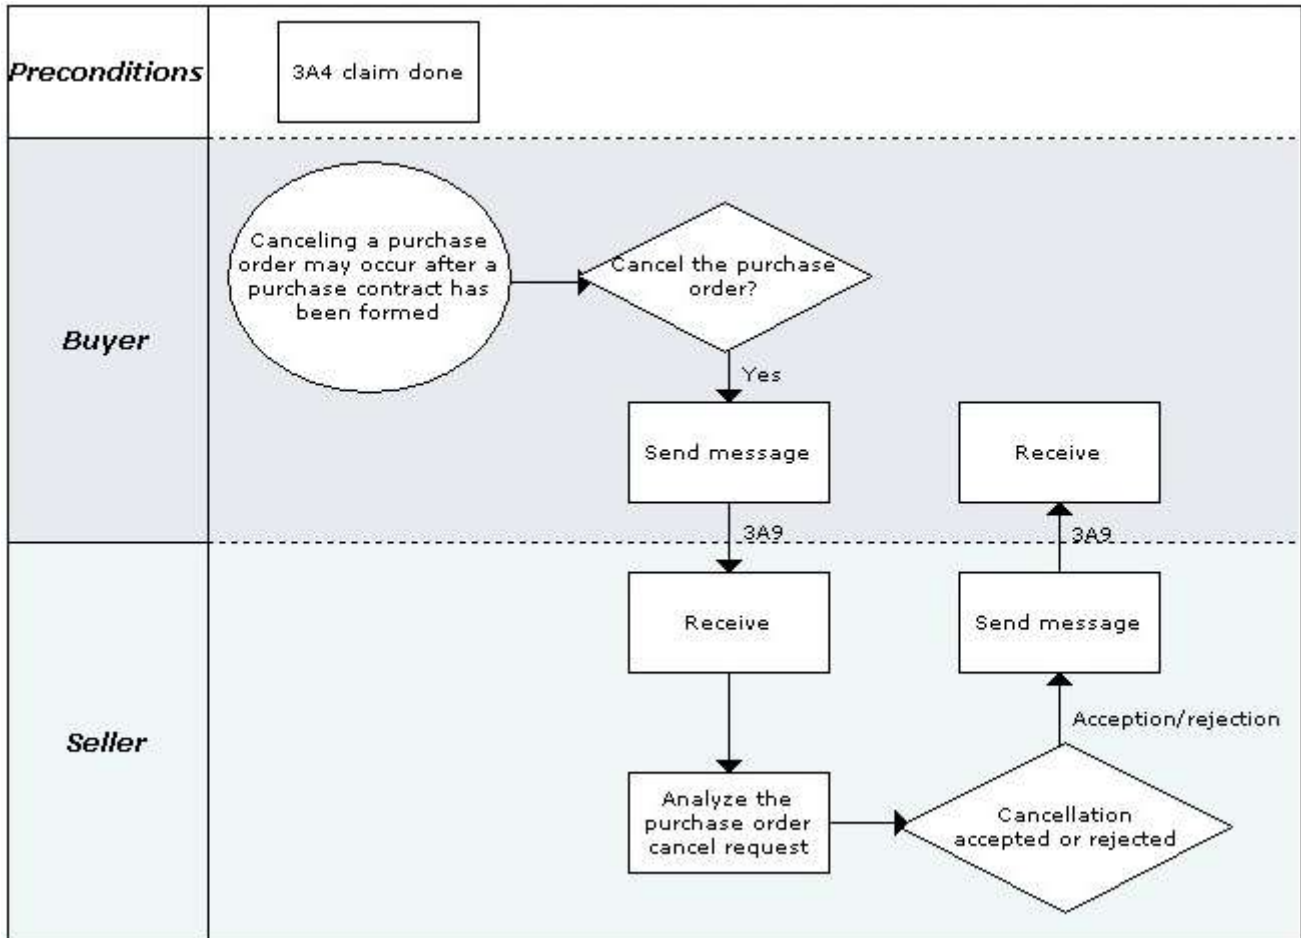 Preconditions
3A4 claim done
Buyer
Canceling a purchase
order may occur after a
purchase contract has
been formed
Cancel the purchase
order?
Yes
Send message
Receive
3A9
3A9
Seller
Receive
Send message
Acception/rejection
Analyze the
purchase order
cancel request
Cancellation
accepted or rejected